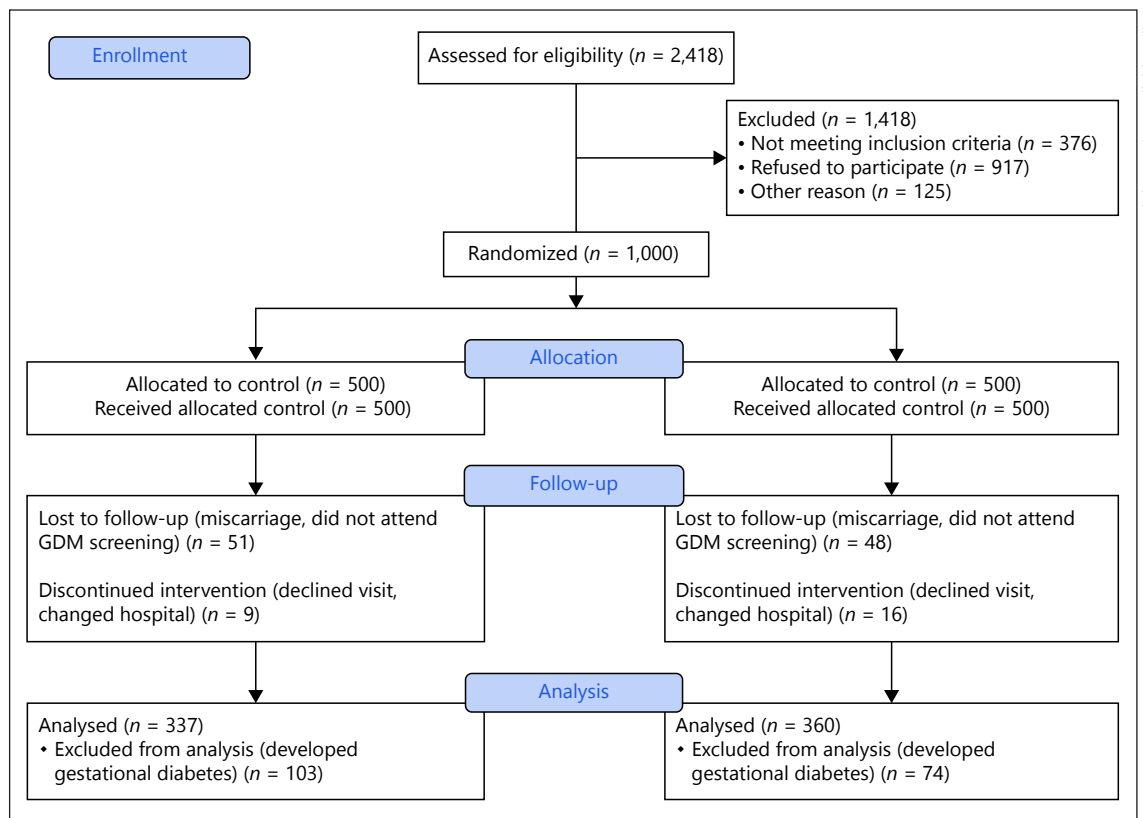 Enrollment
Assessed for eligibility (n = 2,418)
Excluded (n = 1,418)
• Not meeting inclusion criteria (n = 376)
• Refused to participate (n = 917)
• Other reason (n = 125)
Randomized (n = 1,000)
Allocation
Allocated to control (n = 500)
Received allocated control (n = 500)
Allocated to control (n = 500)
Received allocated control (n = 500)
Follow-up
Lost to follow-up (miscarriage, did not attend
GDM screening) (n = 51)
Discontinued intervention (declined visit,
changed hospital) (n = 9)
Lost to follow-up (miscarriage, did not attend
GDM screening) (n = 48)
Discontinued intervention (declined visit,
changed hospital) (n = 16)
Analysis
Analysed (n = 337)
• Excluded from analysis (developed
gestational diabetes) (n = 103)
Analysed (n = 360)
• Excluded from analysis (developed
gestational diabetes) (n = 74)